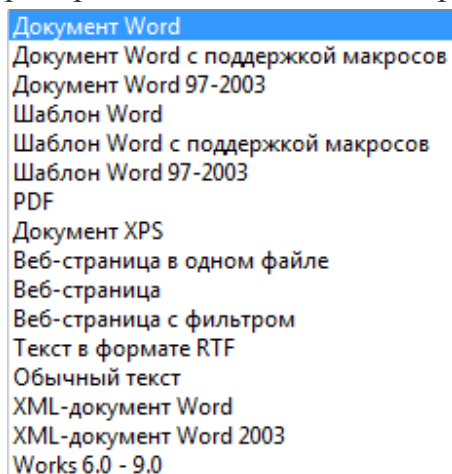 Документ Word
Документ Word с поддержкой макросов
Документ Word 97-2003
Шаблон Word
Шаблон Word с поддержкой макросов
Шаблон Word 97-2003
PDF
Документ XPS
Веб-страница в одном файле
Веб-страница
Веб-страница с фильтром
Текст в формате RTF
Обычный текст
XML-документ Word
XML-документ Word 2003
Works 6.0 - 9.0